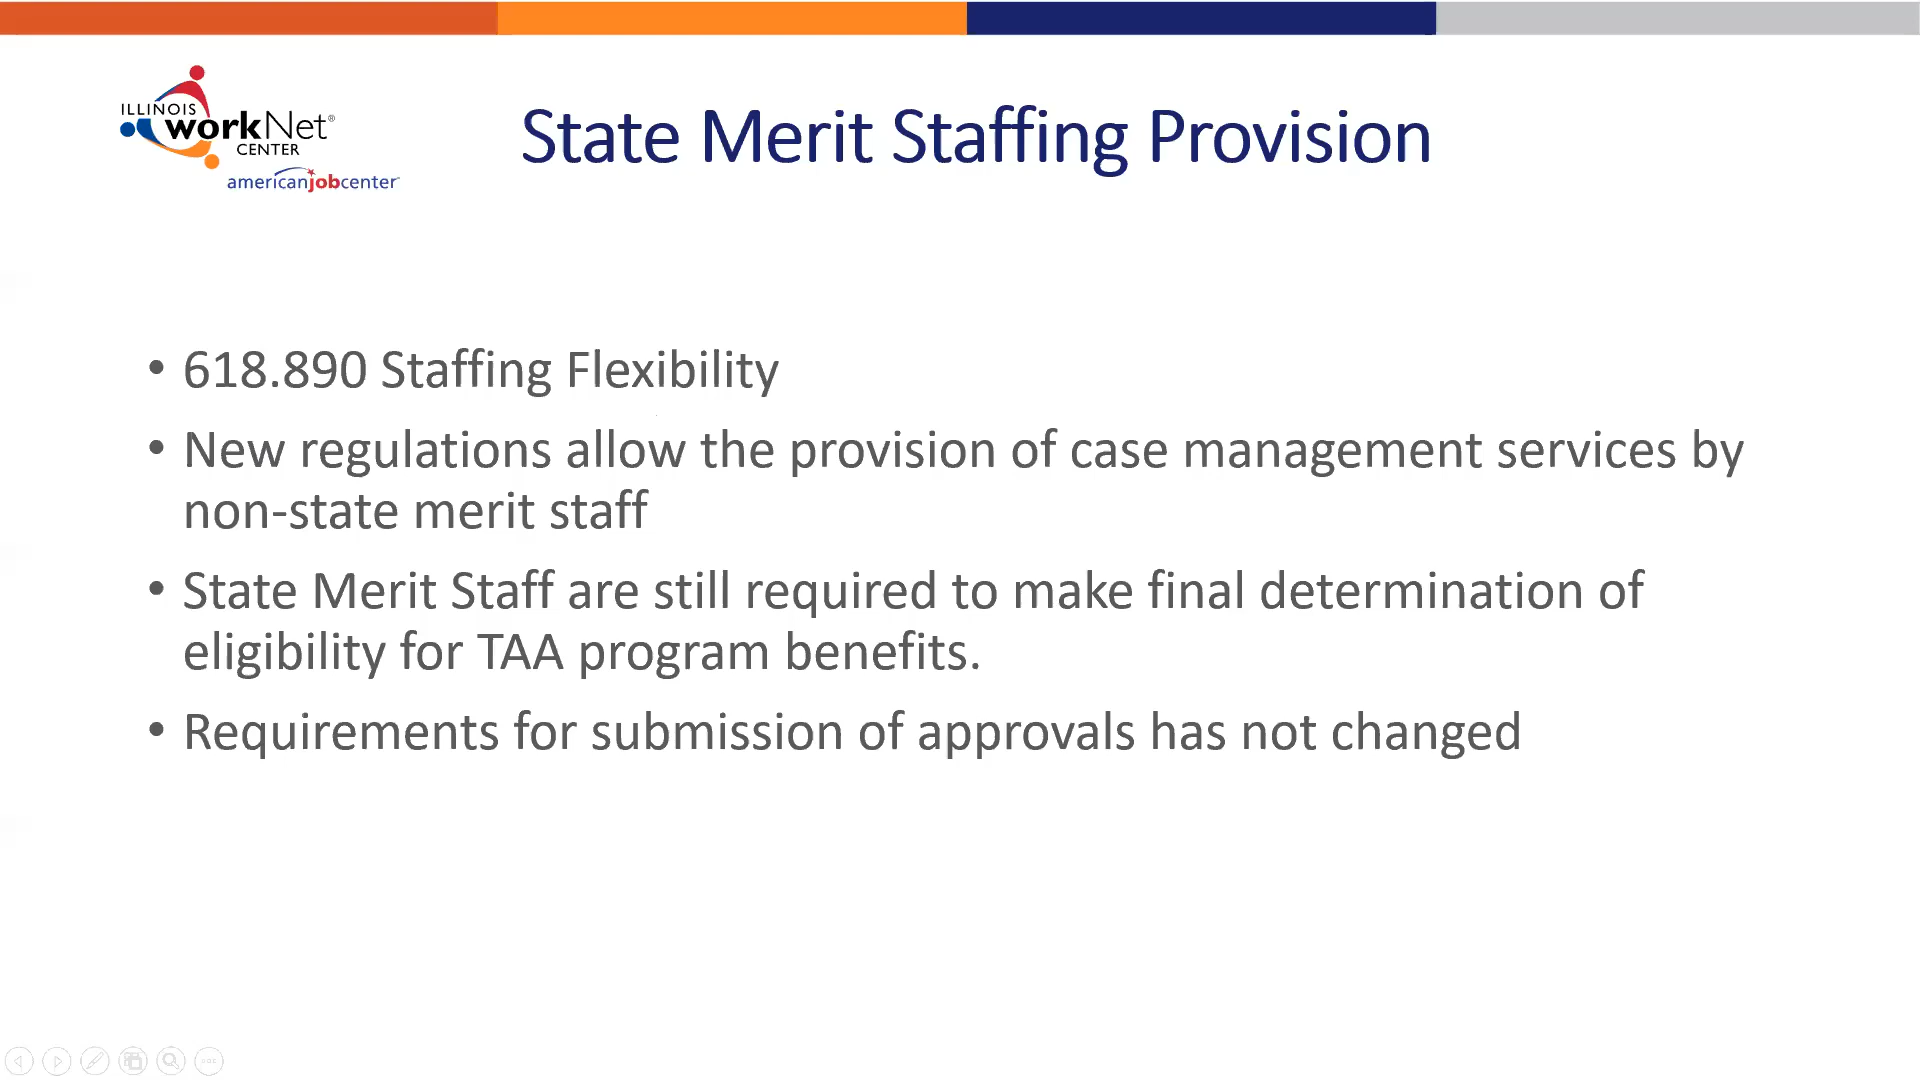 ILLINOIS
workNet®
CENTER
americanjobcenter
State Merit Staffing Provision
• 618.890 Staffing Flexibility
• New regulations allow the provision of case management services by
non-state merit staff
• State Merit Staff are still required to make final determination of
eligibility for TAA program benefits.
• Requirements for submission of approvals has not changed